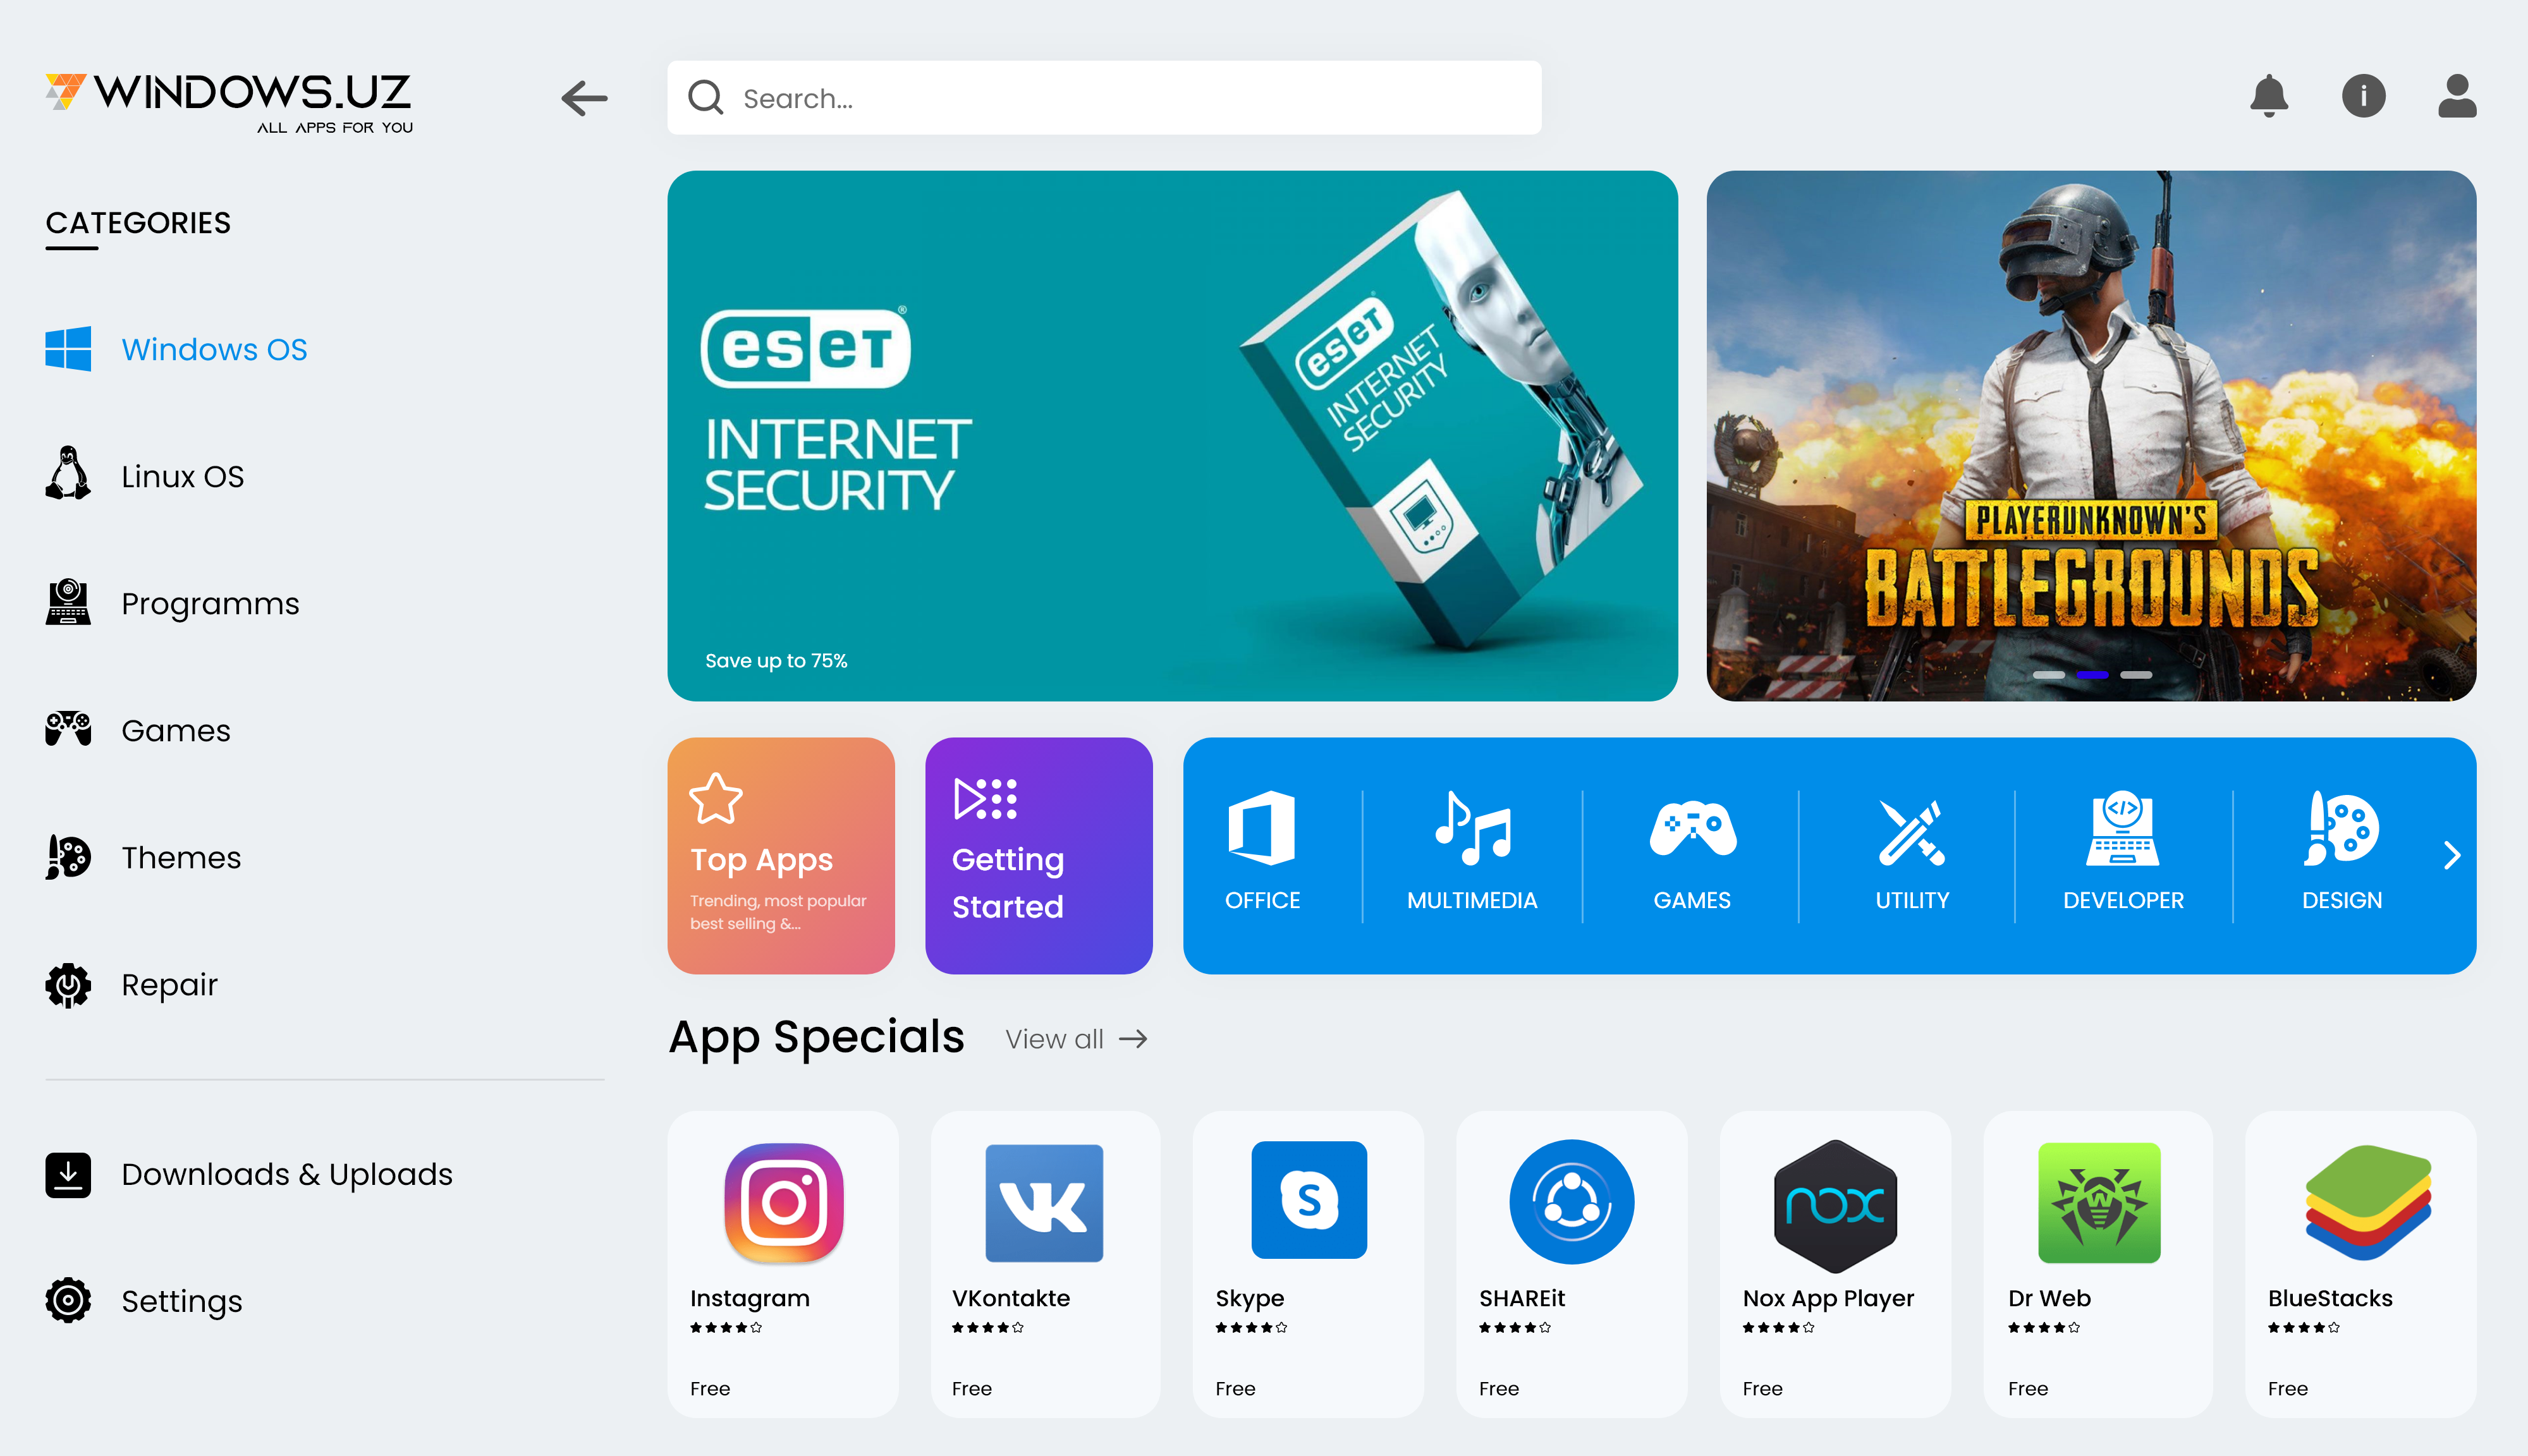 WINDOWS.UZ
ALL APPS FOR YOU
Search...
i
CATEGORIES
Windows OS
Linux OS
Programms
Games
Themes
Repair
Downloads & Uploads
Settings
eseT®
INTERNET
SECURITY
Save up to 75%
eseT
INTERNET
SECURITY
PLAYERUNKNOWN'S
BATTLEGROUNDS
Top Apps
Trending, most popular
best selling &...
Getting
Started
OFFICE
MULTIMEDIA
GAMES
UTILITY
</>
DEVELOPER
DESIGN
App Specials
View all
Instagram
Free
VK
VKontakte
Free
S
Skype
Free
SHAREit
Free
nox
Nox App Player
Free
W
Dr Web
Free
BlueStacks
Free